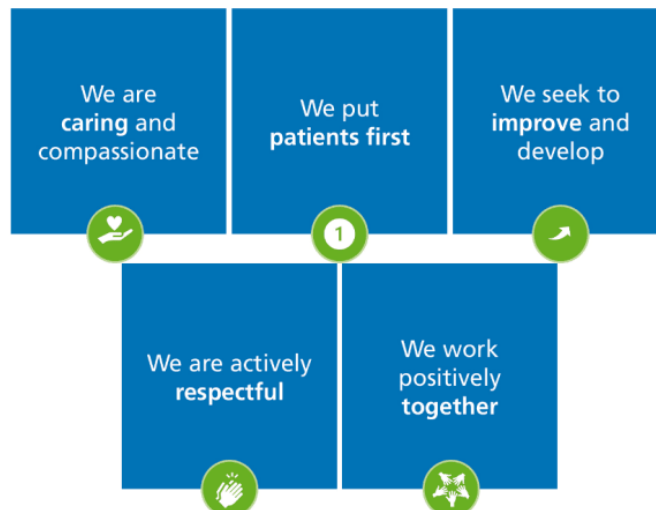 We are
caring and
compassionate
We put
patients first
1
We seek to
improve and
develop
We are actively
respectful
We work
positively
together